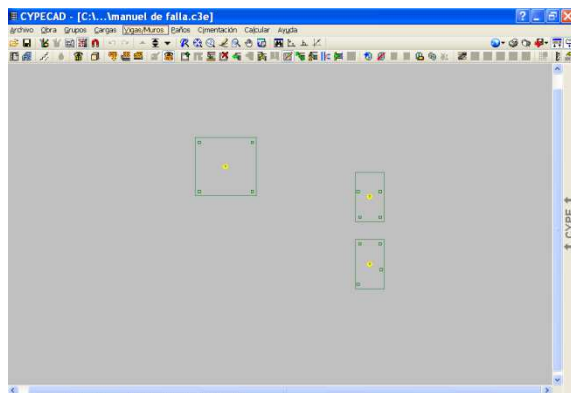 CYPECAD - [C:\...\manuel de falla.c3e]
Archivo Obra Grupos Cargas Vigas/Muros Paños Cimentación Calcular Ayuda
CYPE